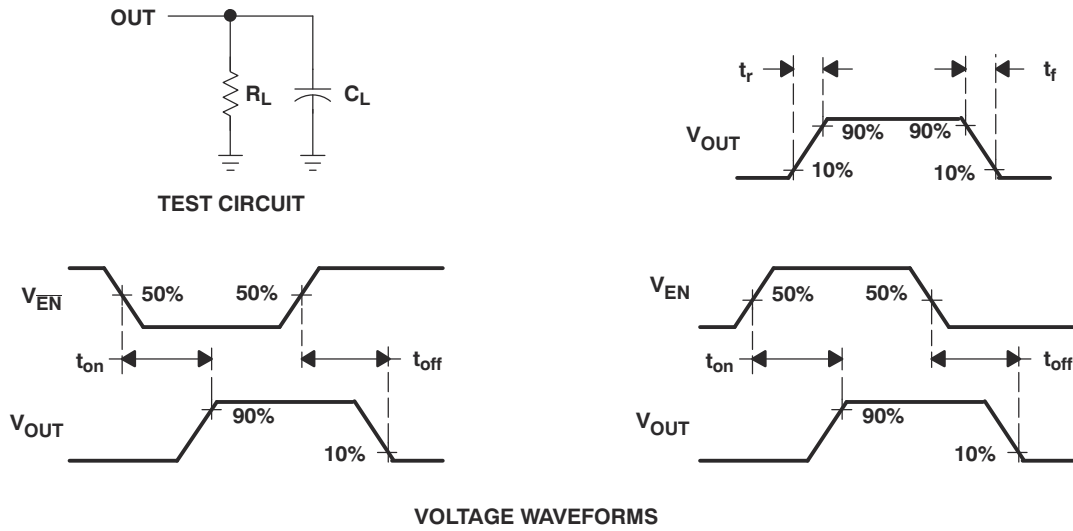 OUT
R_L
C_L
TEST CIRCUIT
t_r
t_f
V_OUT
90%
90%
10%
10%
V_E̅N̅
50%
50%
t_on
t_off
V_OUT
90%
10%
V_EN
50%
50%
t_on
t_off
V_OUT
90%
10%
VOLTAGE WAVEFORMS